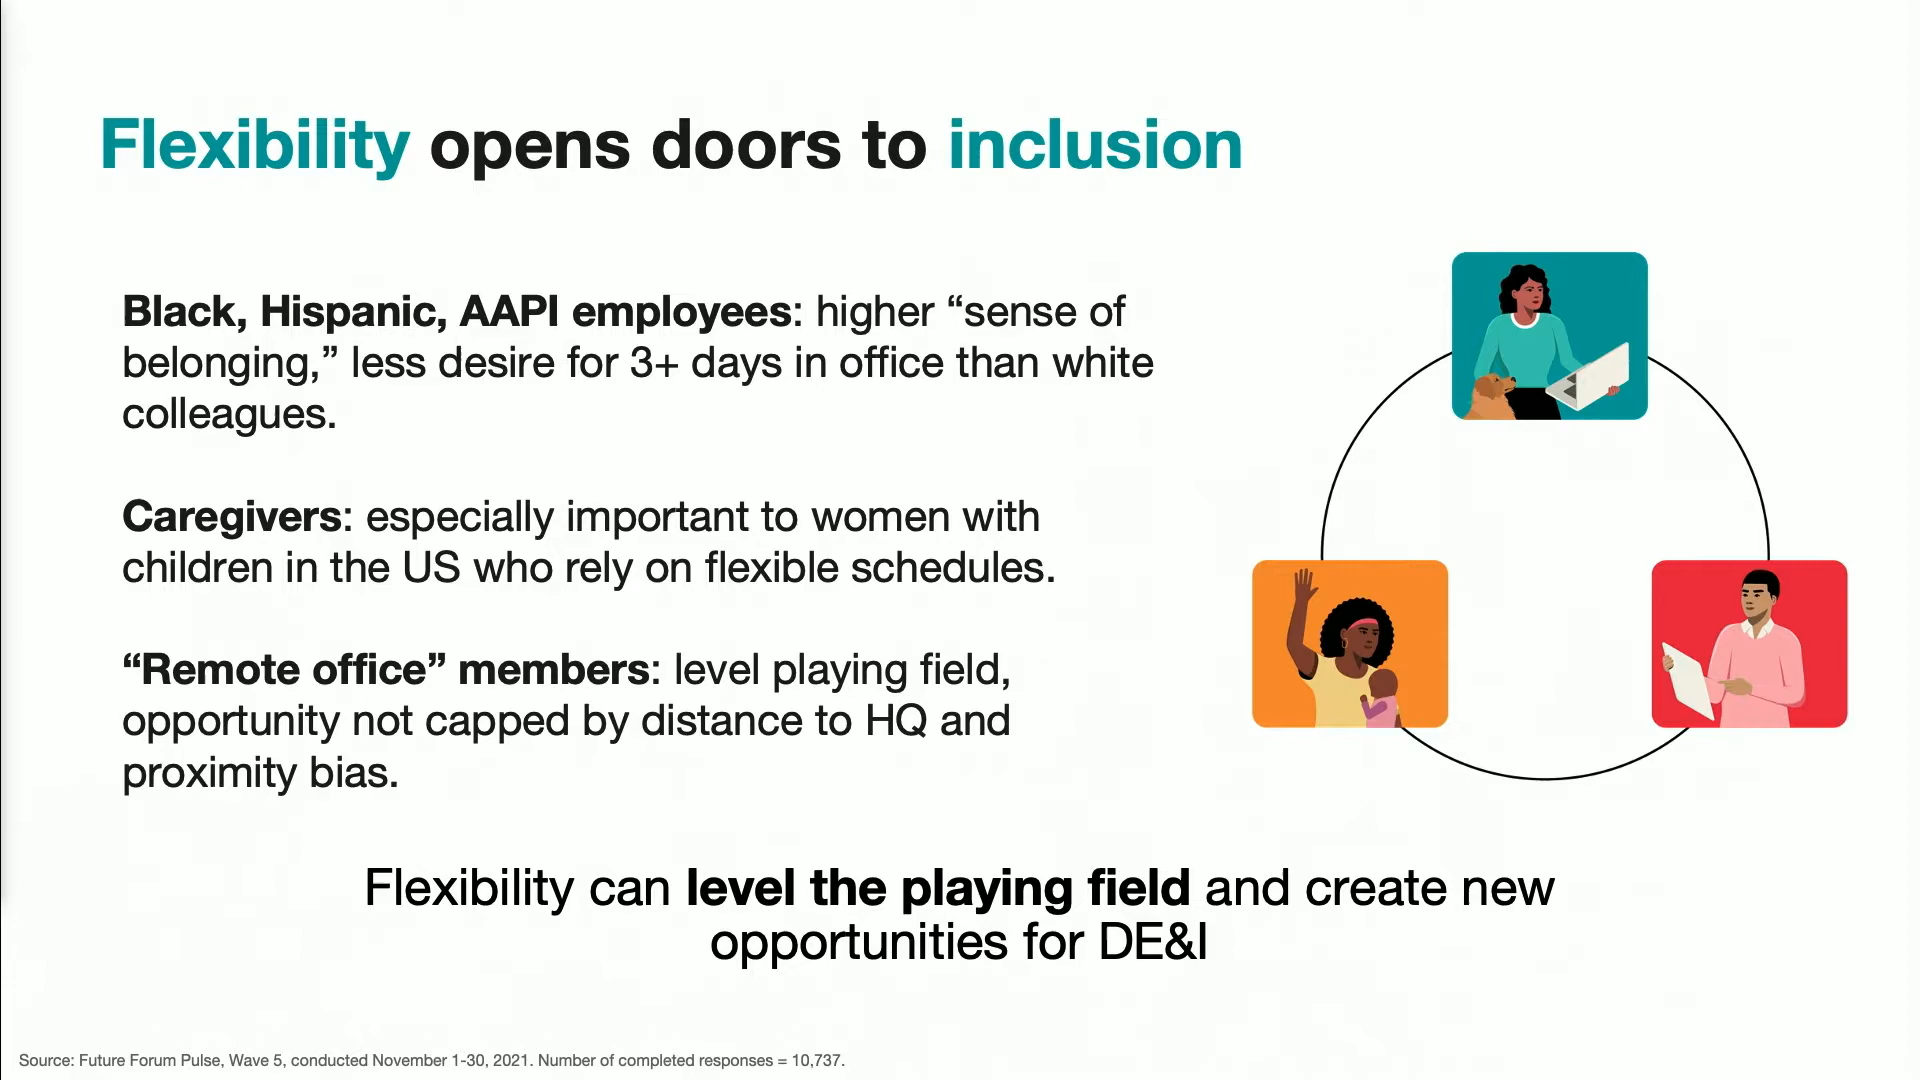 Flexibility opens doors to inclusion
Black, Hispanic, AAPI employees: higher “sense of
belonging,” less desire for 3+ days in office than white
colleagues.
Caregivers: especially important to women with
children in the US who rely on flexible schedules.
“Remote office” members: level playing field,
opportunity not capped by distance to HQ and
proximity bias.
Flexibility can level the playing field and create new
opportunities for DE&I
Source: Future Forum Pulse, Wave 5, conducted November 1-30, 2021. Number of completed responses = 10,737.